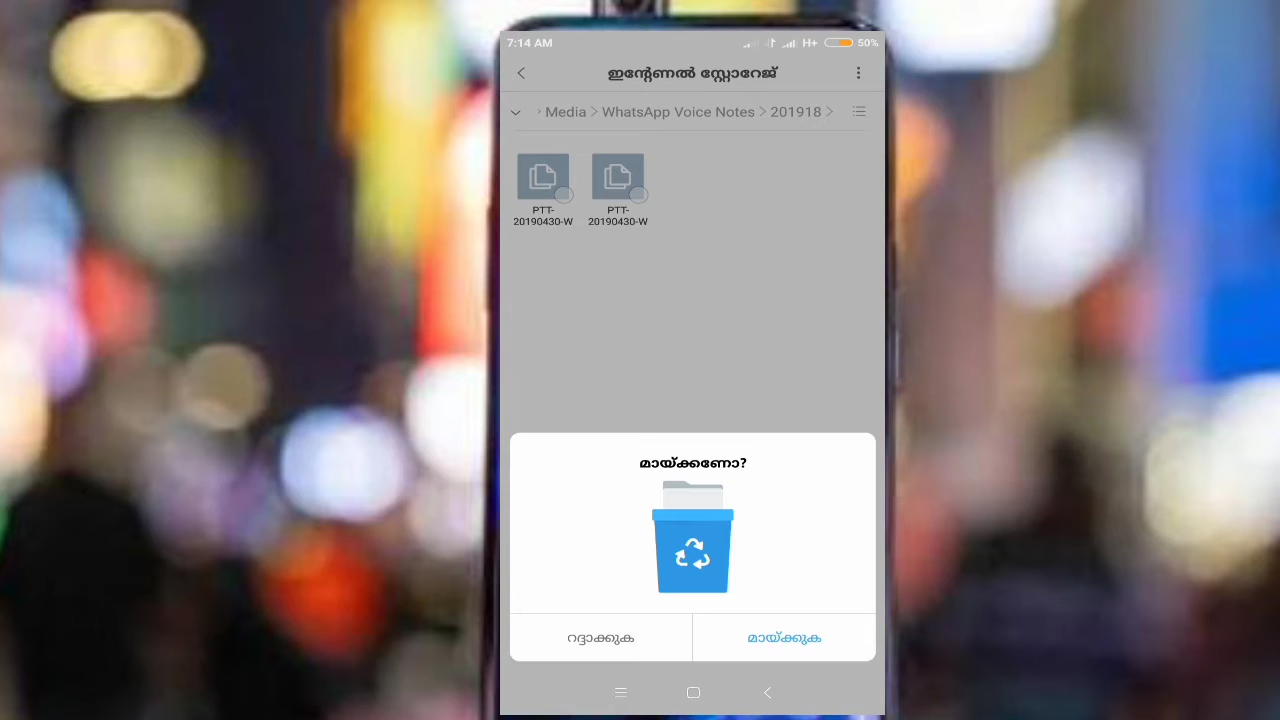 7:14 AM H+ 50%
ഇന്റേണൽ സ്റ്റോറേജ്
Media > WhatsApp Voice Notes > 201918 >
PTT-
20190430-W
PTT-
20190430-W
മായ്ക്കണോ?
റദ്ദാക്കുക മായ്ക്കുക